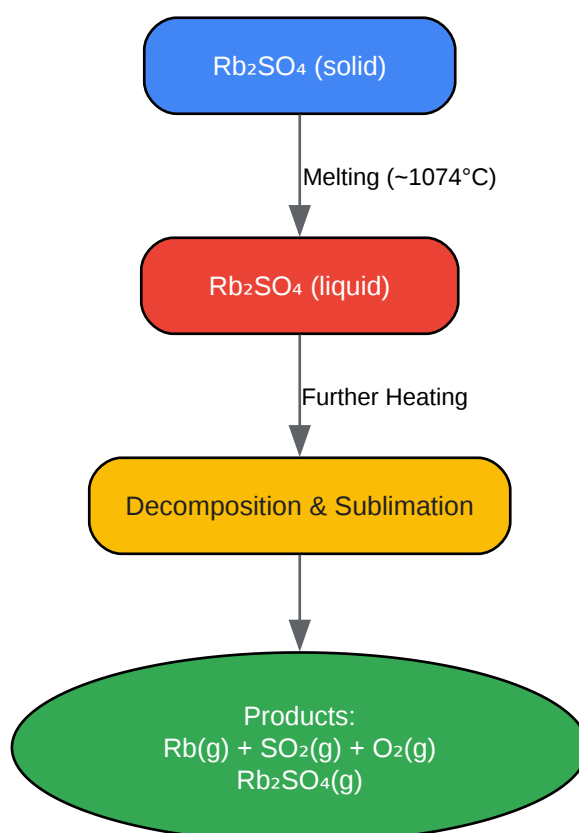 Rb₂SO₄ (solid)
Melting (~1074°C)
Rb₂SO₄ (liquid)
Further Heating
Decomposition & Sublimation
Products:
Rb(g) + SO₂(g) + O₂(g)
Rb₂SO₄(g)